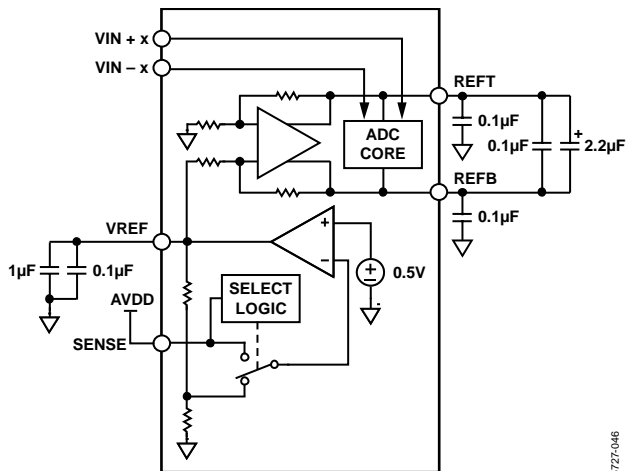 VIN + x
VIN – x
REFT
0.1µF
0.1µF
+
2.2µF
ADC
CORE
REFB
0.1µF
VREF
+
–
+
–
0.5V
1µF
0.1µF
AVDD
SELECT
LOGIC
SENSE
727-046